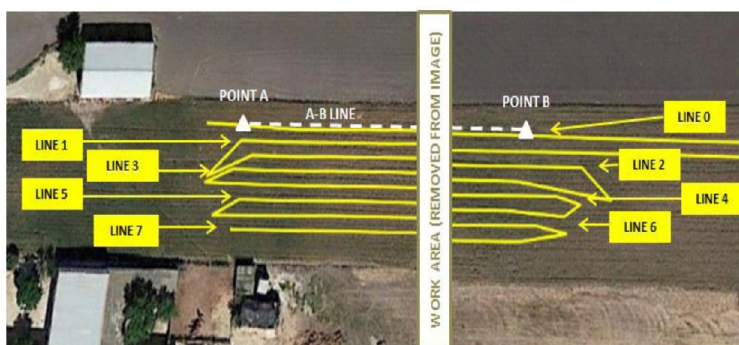 POINT A
A-B LINE
POINT B
LINE 0
LINE 1
LINE 2
LINE 3
LINE 4
LINE 5
LINE 6
LINE 7
WORK AREA (REMOVED FROM IMAGE)